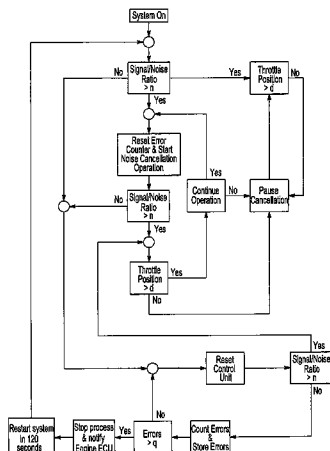 System On
No
Signal/Noise
Ratio
> n
Yes
Throttle
Position
> d
No
Yes
Reset Error
Counter & Start
Noise Cancellation
Operation.
Yes
No
Signal/Noise
Ratio
> n
Continue
Operation
No
Pause
Cancellation
Yes
Throttle
Position
> d
Yes
No
Yes
Reset
Control
Unit
Signal/Noise
Ratio
> n
No
No
Restart system
in 120
seconds
Stop process
& notify
Engine ECU
Yes
Errors
> q
Count Errors
&
Store Errors